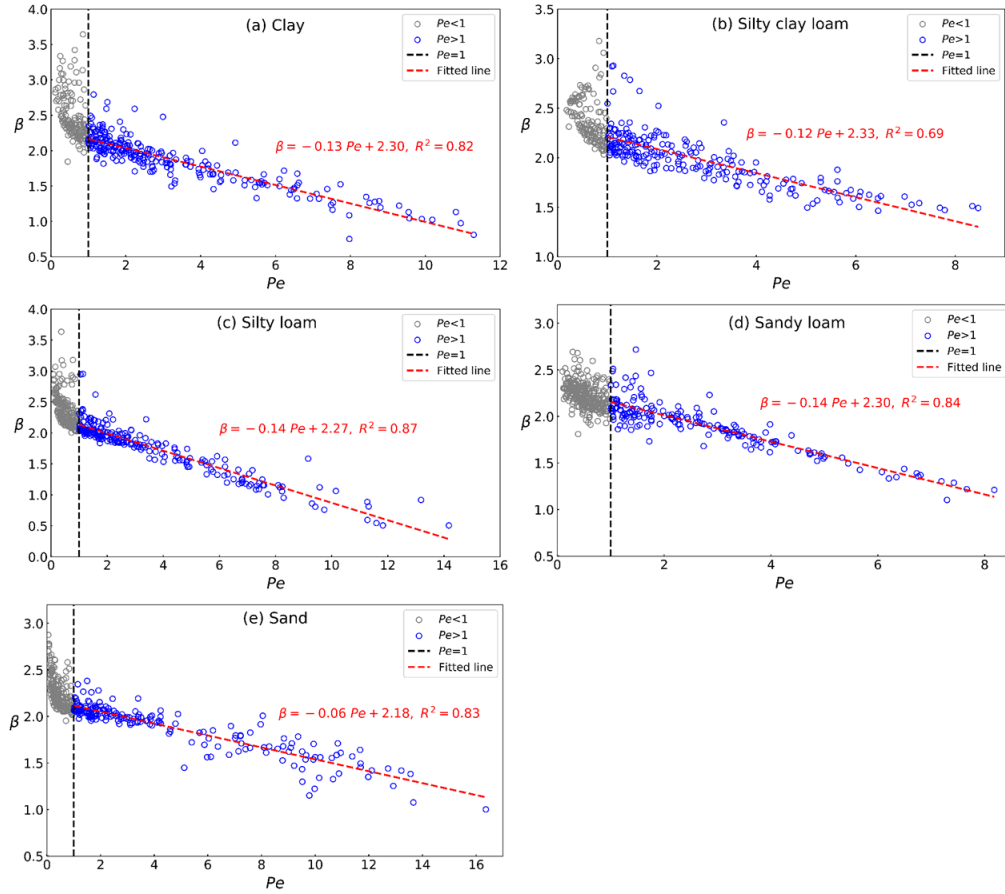 (a) Clay
Pe<1
Pe>1
Pe=1
Fitted line
β = −0.13 Pe + 2.30, R² = 0.82
4.0
3.5
3.0
2.5
2.0
1.5
1.0
0.5
β
0 2 4 6 8 10 12
Pe
(b) Silty clay loam
Pe<1
Pe>1
Pe=1
Fitted line
β = −0.12 Pe + 2.33, R² = 0.69
3.5
3.0
2.5
2.0
1.5
1.0
β
0 2 4 6 8
Pe
(c) Silty loam
Pe<1
Pe>1
Pe=1
Fitted line
β = −0.14 Pe + 2.27, R² = 0.87
4.0
3.5
3.0
2.5
2.0
1.5
1.0
0.5
0.0
β
0 2 4 6 8 10 12 14 16
Pe
(d) Sandy loam
Pe<1
Pe>1
Pe=1
Fitted line
β = −0.14 Pe + 2.30, R² = 0.84
3.0
2.5
2.0
1.5
1.0
0.5
β
0 2 4 6 8
Pe
(e) Sand
Pe<1
Pe>1
Pe=1
Fitted line
β = −0.06 Pe + 2.18, R² = 0.83
3.0
2.5
2.0
1.5
1.0
0.5
β
0 2 4 6 8 10 12 14 16
Pe